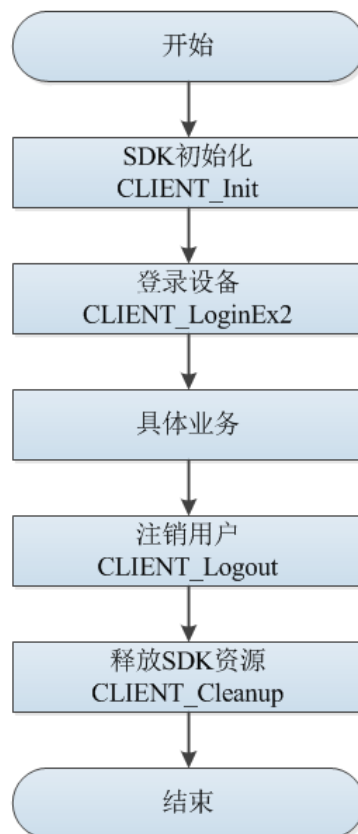 开始
SDK初始化
CLIENT_Init
登录设备
CLIENT_LoginEx2
具体业务
注销用户
CLIENT_Logout
释放SDK资源
CLIENT_Cleanup
结束